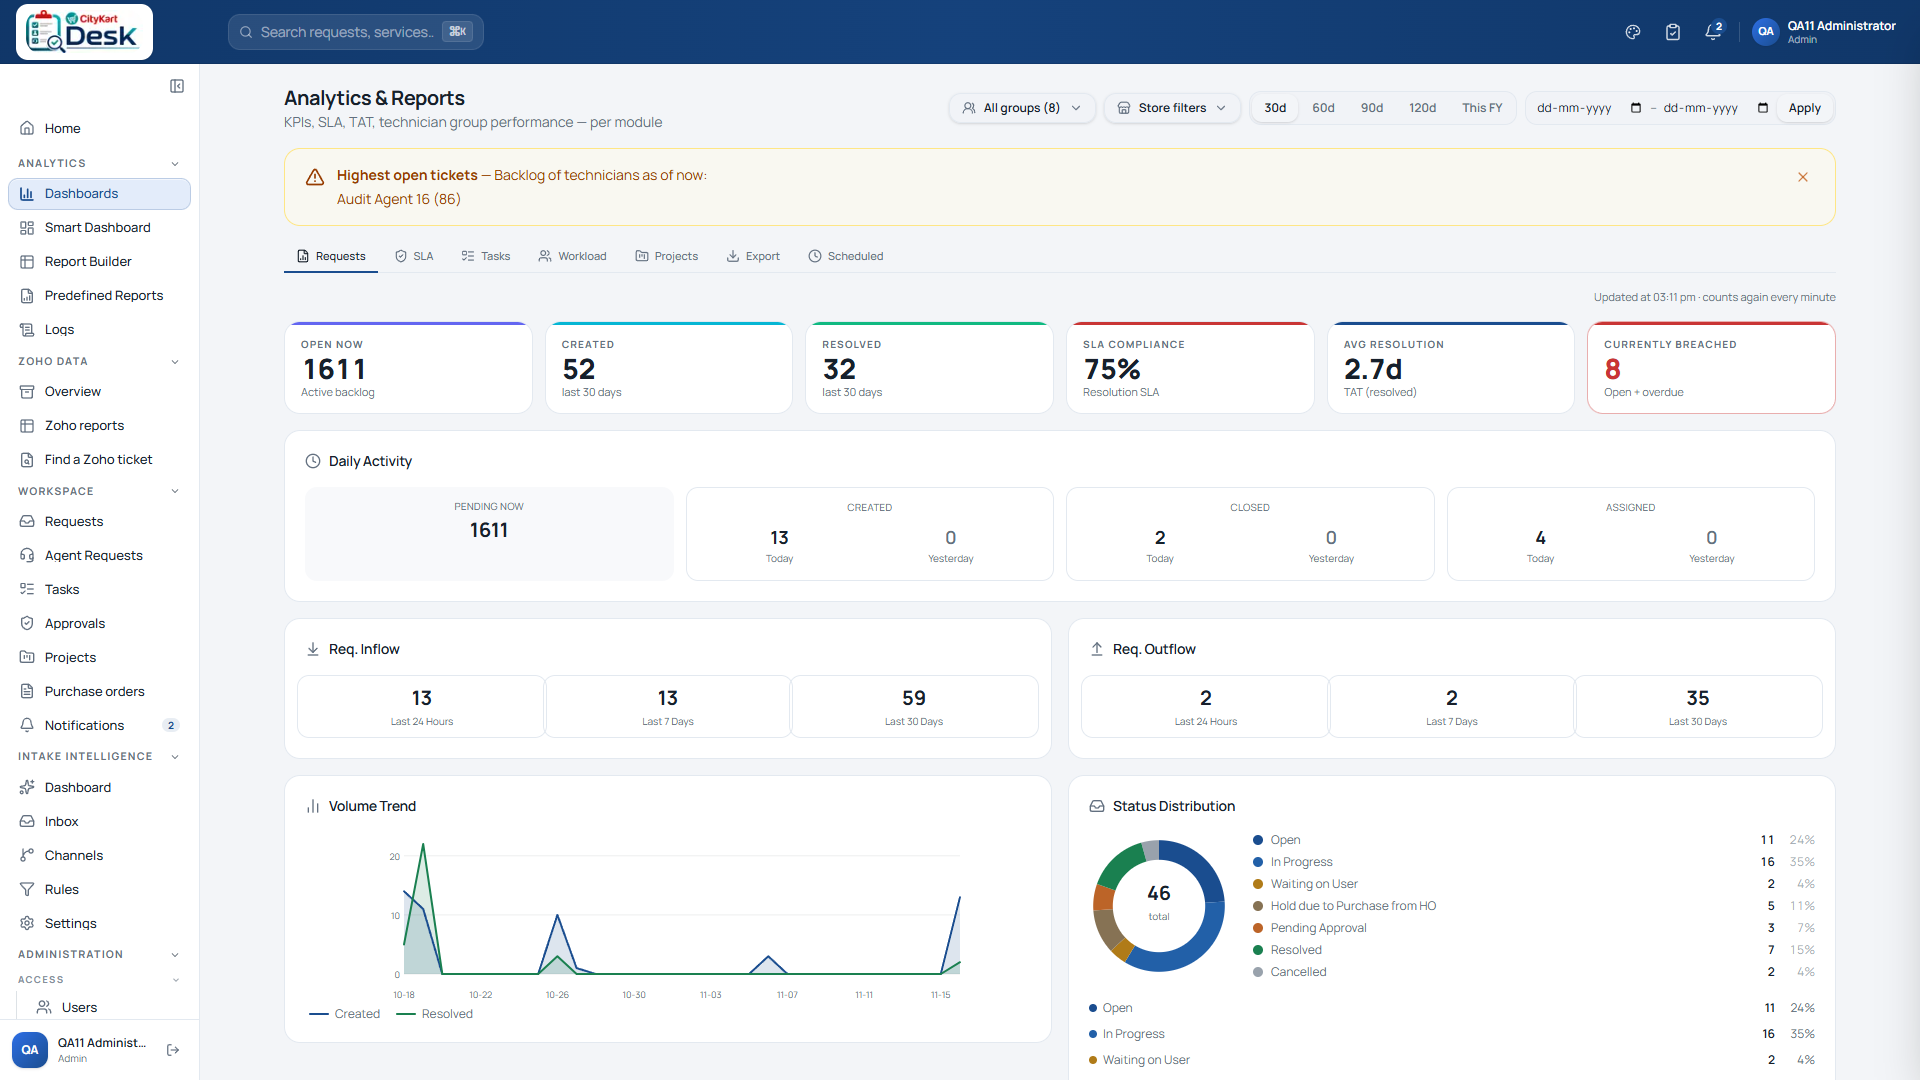 CityKart
Desk
Search requests, services..
⌘K
2
QA
QA11 Administrator
Admin
Home
ANALYTICS
Dashboards
Smart Dashboard
Report Builder
Predefined Reports
Logs
ZOHO DATA
Overview
Zoho reports
Find a Zoho ticket
WORKSPACE
Requests
Agent Requests
Tasks
Approvals
Projects
Purchase orders
Notifications 2
INTAKE INTELLIGENCE
Dashboard
Inbox
Channels
Rules
Settings
ADMINISTRATION
ACCESS
Users
QA
QA11 Administ...
Admin
Analytics & Reports
KPIs, SLA, TAT, technician group performance — per module
All groups (8)
Store filters
30d 60d 90d 120d This FY
dd-mm-yyyy – dd-mm-yyyy Apply
Highest open tickets — Backlog of technicians as of now:
Audit Agent 16 (86)
Requests SLA Tasks Workload Projects Export Scheduled
Updated at 03:11 pm · counts again every minute
OPEN NOW
1611
Active backlog
CREATED
52
last 30 days
RESOLVED
32
last 30 days
SLA COMPLIANCE
75%
Resolution SLA
AVG RESOLUTION
2.7d
TAT (resolved)
CURRENTLY BREACHED
8
Open + overdue
Daily Activity
PENDING NOW
1611
CREATED
13 0
Today Yesterday
CLOSED
2 0
Today Yesterday
ASSIGNED
4 0
Today Yesterday
Req. Inflow
13 13 59
Last 24 Hours Last 7 Days Last 30 Days
Req. Outflow
2 2 35
Last 24 Hours Last 7 Days Last 30 Days
Volume Trend
20
10
0
10-18 10-22 10-26 10-30 11-03 11-07 11-11 11-15
Created Resolved
Status Distribution
46
total
Open 11 24%
In Progress 16 35%
Waiting on User 2 4%
Hold due to Purchase from HO 5 11%
Pending Approval 3 7%
Resolved 7 15%
Cancelled 2 4%
Open 11 24%
In Progress 16 35%
Waiting on User 2 4%